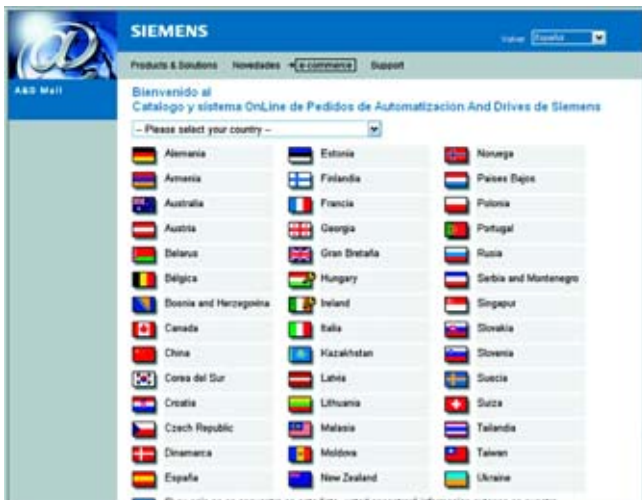 SIEMENS
Volver Español
Products & Solutions Novedades e-commerce Support
A&D Mall
Bienvenido al
Catalogo y sistema OnLine de Pedidos de Automatizacion And Drives de Siemens
-- Please select your country --
Alemania Estonia Noruega
Armenia Finlandia Paises Bajos
Australia Francia Polonia
Austria Georgia Portugal
Belarus Gran Bretaña Rusia
Bélgica Hungary Serbia and Montenegro
Bosnia and Herzegovina Ireland Singapur
Canada Italia Slovakia
China Kazakhstan Slovenia
Corea del Sur Latvia Suecia
Croatia Lithuania Suiza
Czech Republic Malasia Tailandia
Dinamarca Moldova Taiwan
España New Zealand Ukraine